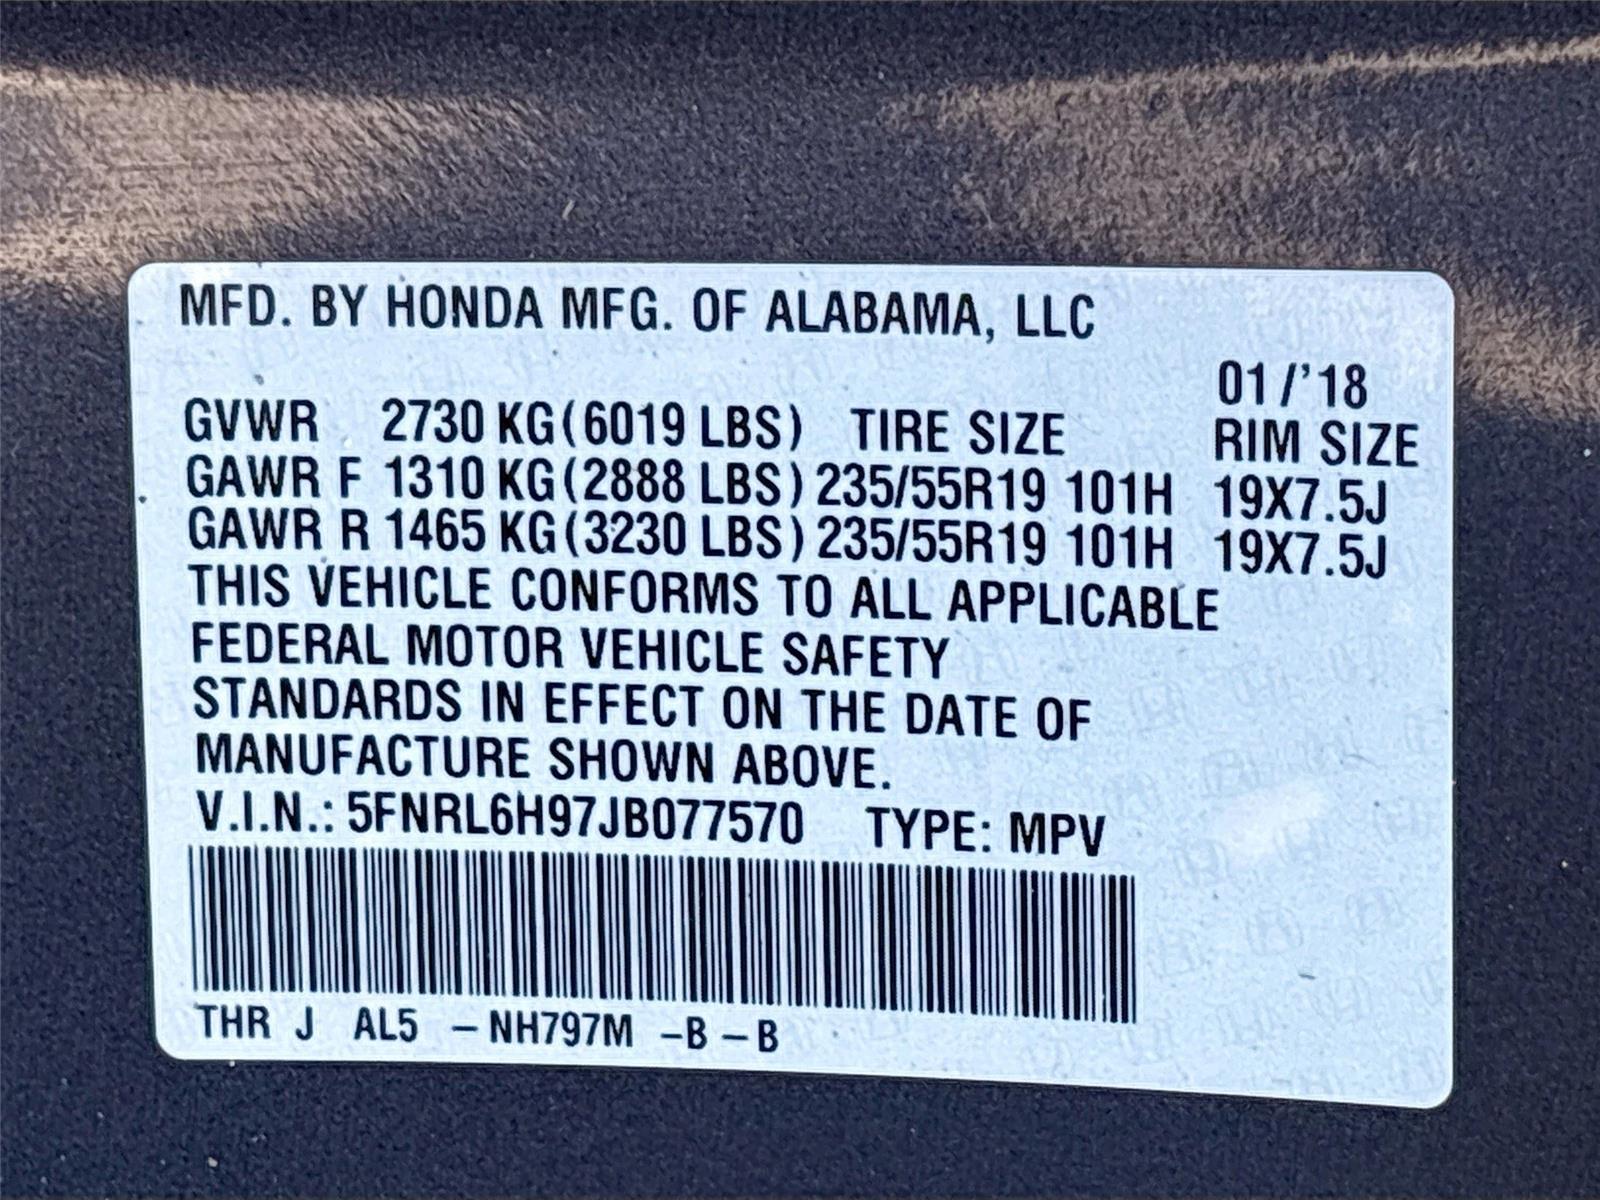 MFD. BY HONDA MFG. OF ALABAMA, LLC
01/'18
GVWR 2730 KG(6019 LBS) TIRE SIZE RIM SIZE
GAWR F 1310 KG(2888 LBS) 235/55R19 101H 19X7.5J
GAWR R 1465 KG(3230 LBS) 235/55R19 101H 19X7.5J
THIS VEHICLE CONFORMS TO ALL APPLICABLE
FEDERAL MOTOR VEHICLE SAFETY
STANDARDS IN EFFECT ON THE DATE OF
MANUFACTURE SHOWN ABOVE.
V.I.N.: 5FNRL6H97JB077570 TYPE: MPV
THR J AL5 –NH797M –B–B